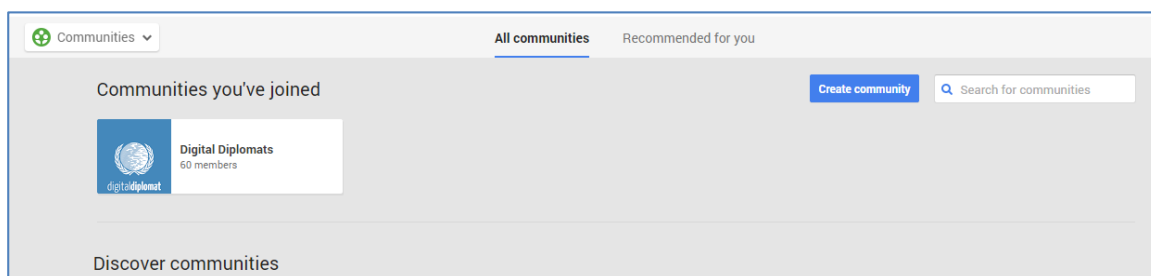 Communities
All communities
Recommended for you
Communities you've joined
Create community
Search for communities
Digital Diplomats
60 members
digitaldiplomat
Discover communities